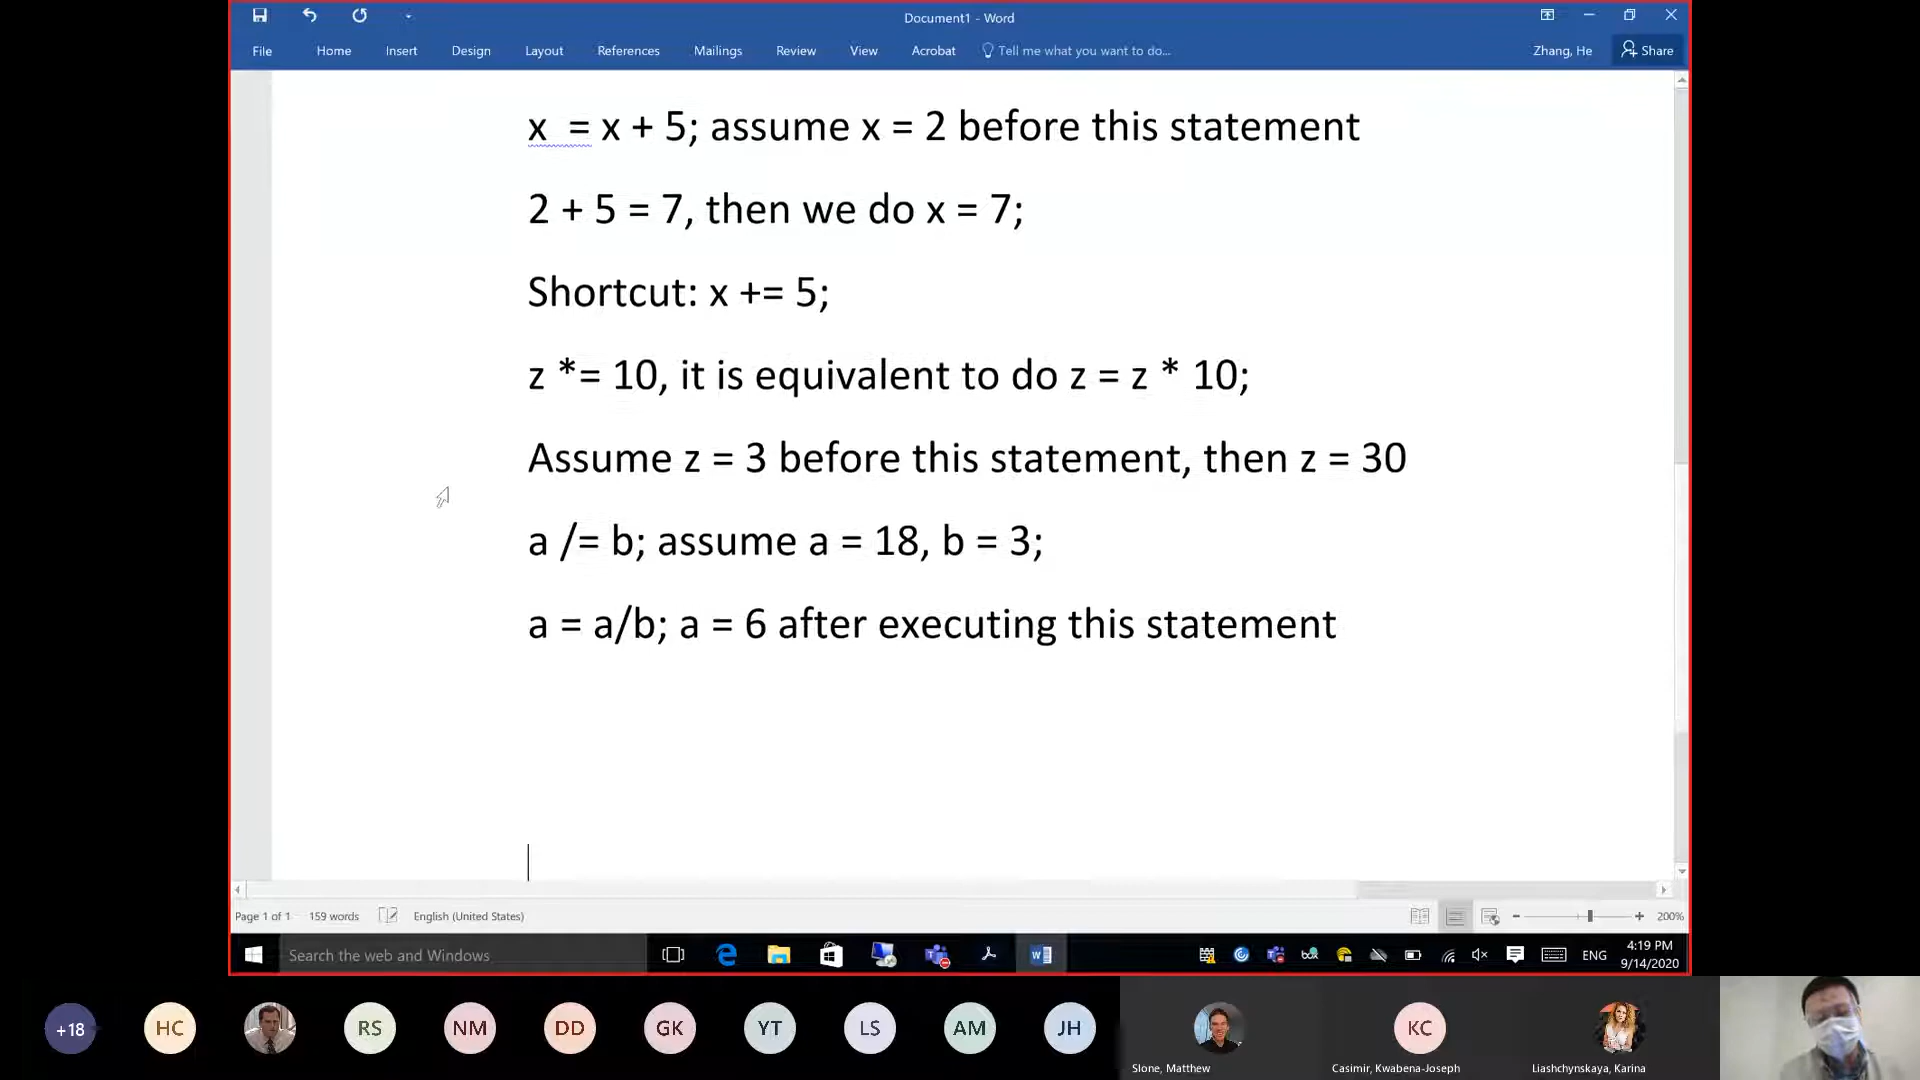 Document1 - Word
File Home Insert Design Layout References Mailings Review View Acrobat Tell me what you want to do... Zhang, He Share
x = x + 5; assume x = 2 before this statement
2 + 5 = 7, then we do x = 7;
Shortcut: x += 5;
z *= 10, it is equivalent to do z = z * 10;
Assume z = 3 before this statement, then z = 30
a /= b; assume a = 18, b = 3;
a = a/b; a = 6 after executing this statement
Page 1 of 1 159 words English (United States) 200%
Search the web and Windows ENG 4:19 PM
9/14/2020
+18 HC RS NM DD GK YT LS AM JH KC
Slone, Matthew Casimir, Kwabena-Joseph Liashchynskaya, Karina